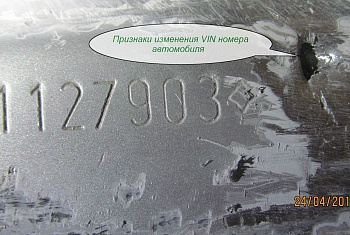 Признаки изменения VIN номера
автомобиля
1127903
24/04/201